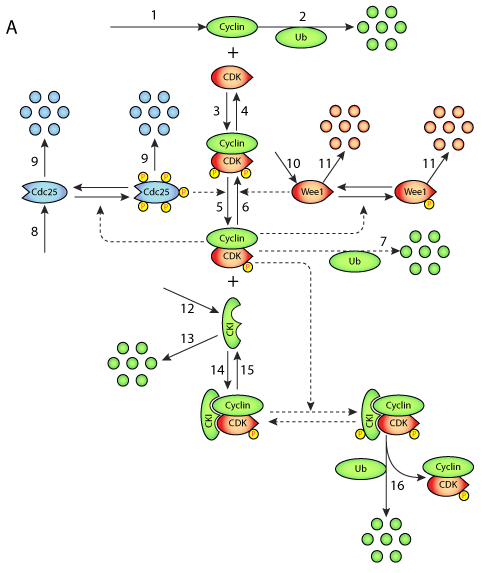 A
1
Cyclin
2
Ub
+
CDK
3
4
Cyclin
CDK
P
P
9
9
10
11
11
Cdc25
P
P
Cdc25
P
P
P
5
6
Wee1
Wee1
P
8
Cyclin
CDK
P
7
Ub
+
12
CKI
13
14
15
CKI
Cyclin
CDK
P
CKI
Cyclin
CDK
P
P
Ub
16
Cyclin
CDK
P